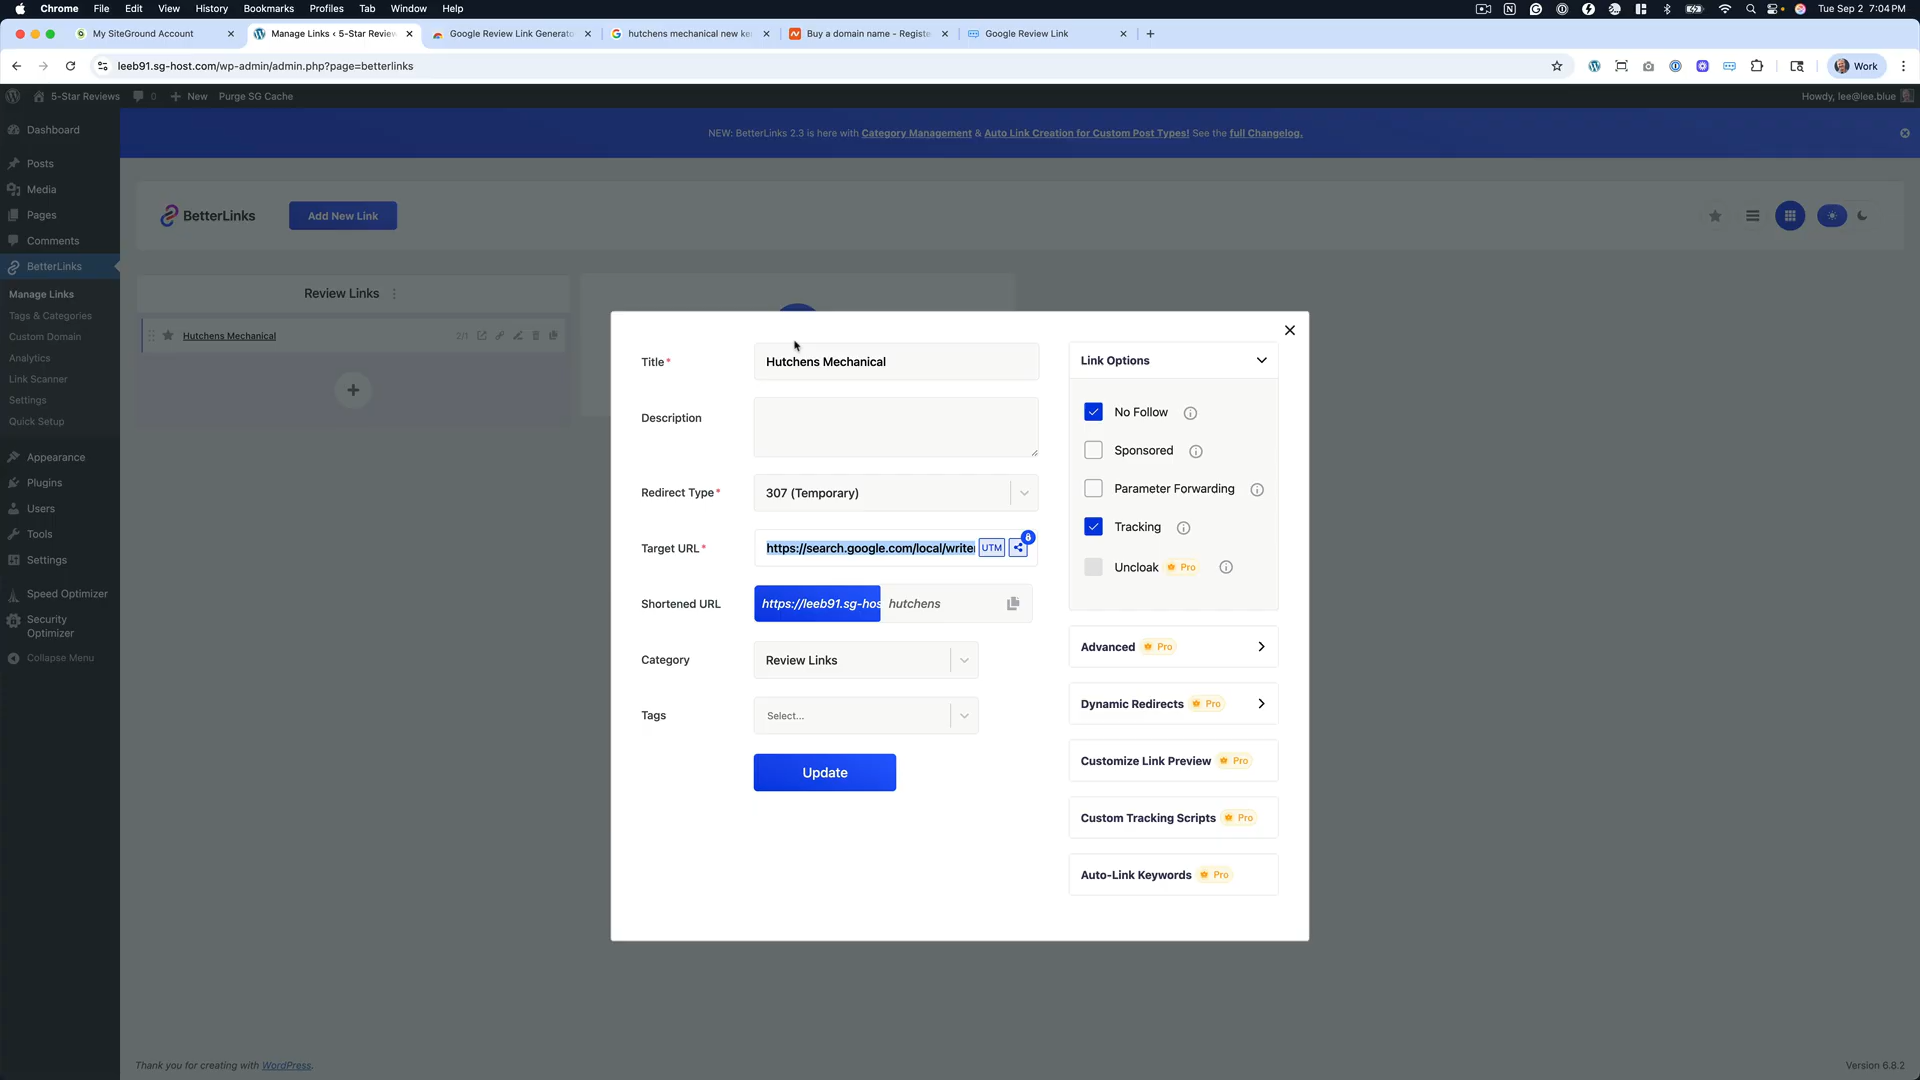 Chrome File Edit View History Bookmarks Profiles Tab Window Help Tue Sep 2 7:04 PM
My SiteGround Account
Manage Links ‹ 5-Star Review
Google Review Link Generato
hutchens mechanical new ke
Buy a domain name - Registe
Google Review Link
leeb91.sg-host.com/wp-admin/admin.php?page=betterlinks
Work
5-Star Reviews 0 New Purge SG Cache Howdy, lee@lee.blue
NEW: BetterLinks 2.3 is here with Category Management & Auto Link Creation for Custom Post Types! See the full Changelog.
Dashboard
Posts
Media
Pages
Comments
BetterLinks
Manage Links
Tags & Categories
Custom Domain
Analytics
Link Scanner
Settings
Quick Setup
Appearance
Plugins
Users
Tools
Settings
Speed Optimizer
Security
Optimizer
Collapse Menu
BetterLinks Add New Link
Review Links
Hutchens Mechanical 2/1
Title* Hutchens Mechanical
Description
Redirect Type* 307 (Temporary)
Target URL* https://search.google.com/local/write UTM
Shortened URL https://leeb91.sg-hos hutchens
Category Review Links
Tags Select...
Update
Link Options
No Follow
Sponsored
Parameter Forwarding
Tracking
Uncloak Pro
Advanced Pro
Dynamic Redirects Pro
Customize Link Preview Pro
Custom Tracking Scripts Pro
Auto-Link Keywords Pro
Thank you for creating with WordPress.
Version 6.8.2